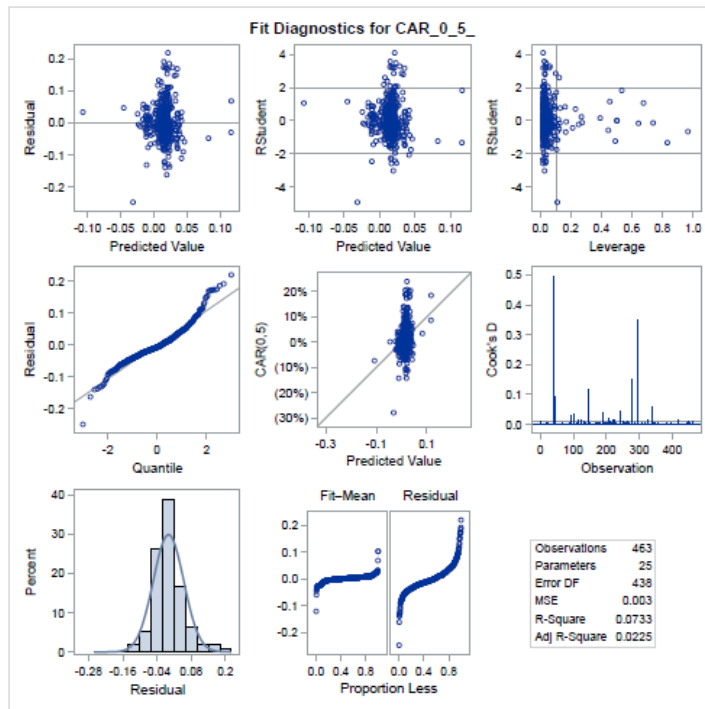 Fit Diagnostics for CAR_0_5_
Residual
0.2
0.1
0.0
-0.1
-0.2
-0.10 -0.05 0.00 0.05 0.10
Predicted Value
RStudent
4
2
0
-2
-4
-0.10 -0.05 0.00 0.05 0.10
Predicted Value
RStudent
4
2
0
-2
-4
0.0 0.2 0.4 0.6 0.8 1.0
Leverage
Residual
0.2
0.1
0.0
-0.1
-0.2
-2 0 2
Quantile
CAR(0,5)
20%
10%
0%
(10%)
(20%)
(30%)
-0.3 -0.1 0.1
Predicted Value
Cook's D
0.5
0.4
0.3
0.2
0.1
0.0
0 100 200 300 400
Observation
Percent
40
30
20
10
0
-0.28 -0.16 -0.04 0.08 0.2
Residual
Fit–Mean Residual
0.2
0.1
0.0
-0.1
-0.2
0.0 0.4 0.8 0.0 0.4 0.8
Proportion Less
Observations 463
Parameters 25
Error DF 438
MSE 0.003
R-Square 0.0733
Adj R-Square 0.0225